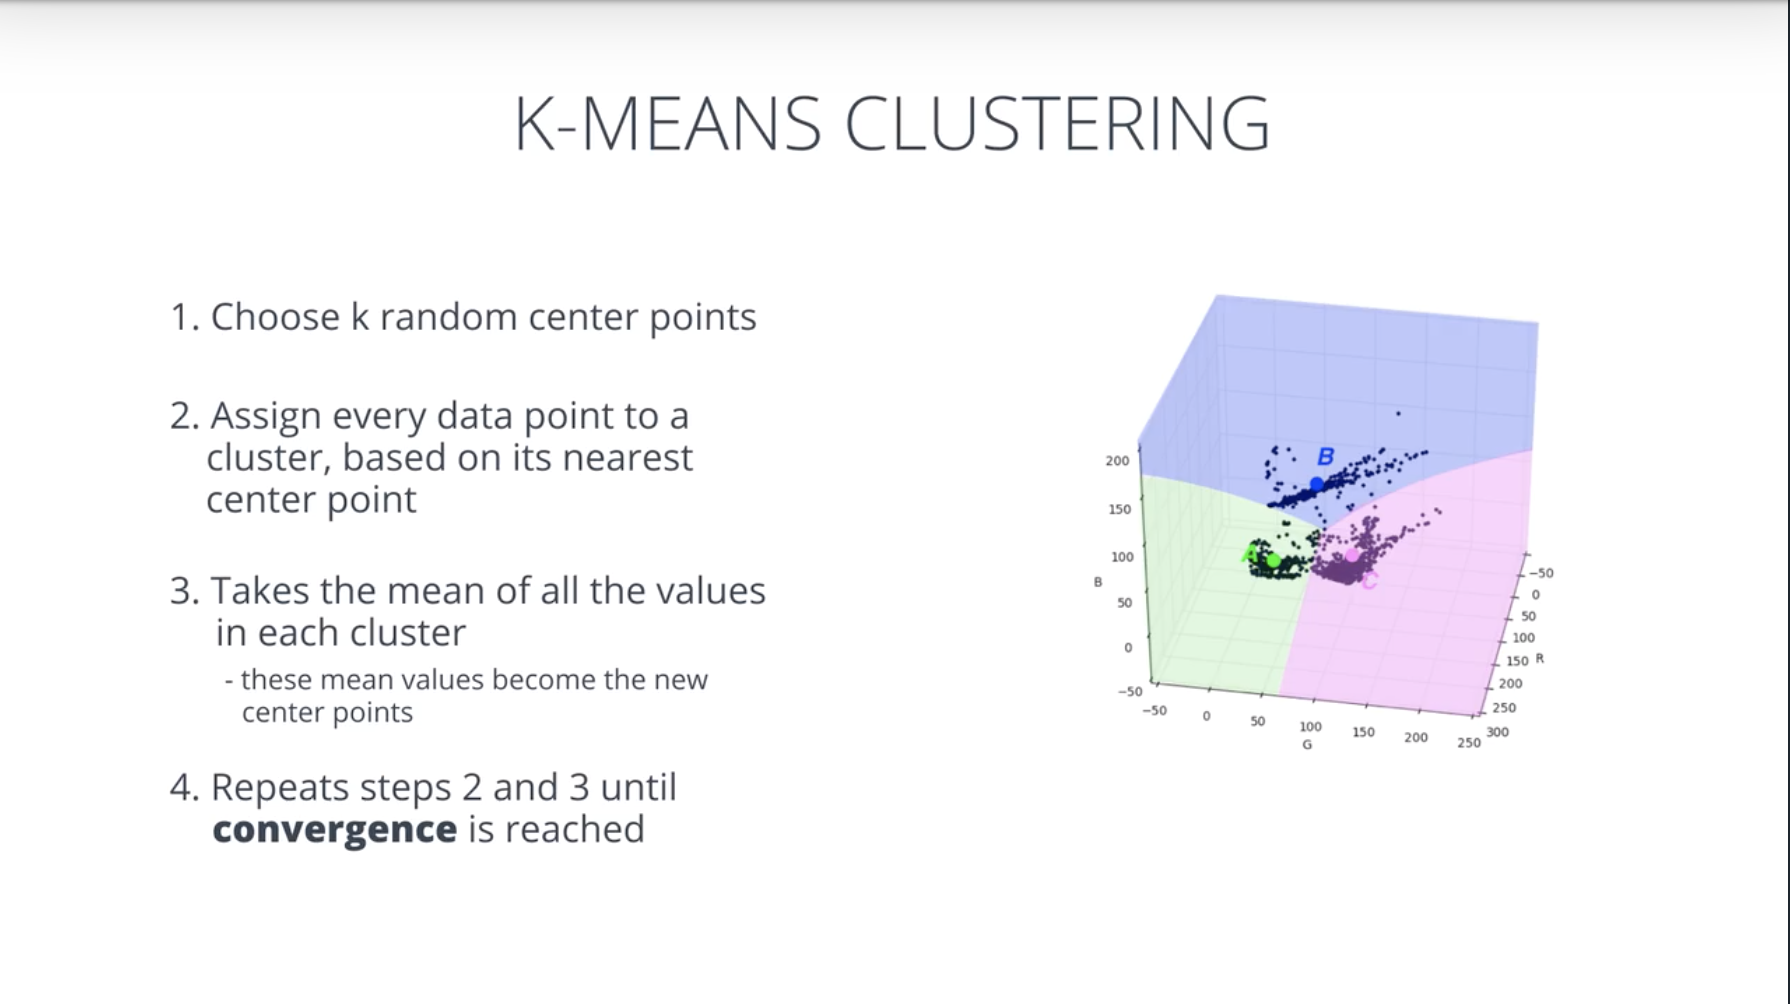 K-MEANS CLUSTERING
1. Choose k random center points
2. Assign every data point to a
cluster, based on its nearest
center point
3. Takes the mean of all the values
in each cluster
- these mean values become the new
center points
4. Repeats steps 2 and 3 until
convergence is reached
B
A
C
200
150
100
B
50
0
−50
−50
0
50
100
150
200
250
G
−50
0
50
100
150
R
200
250
300